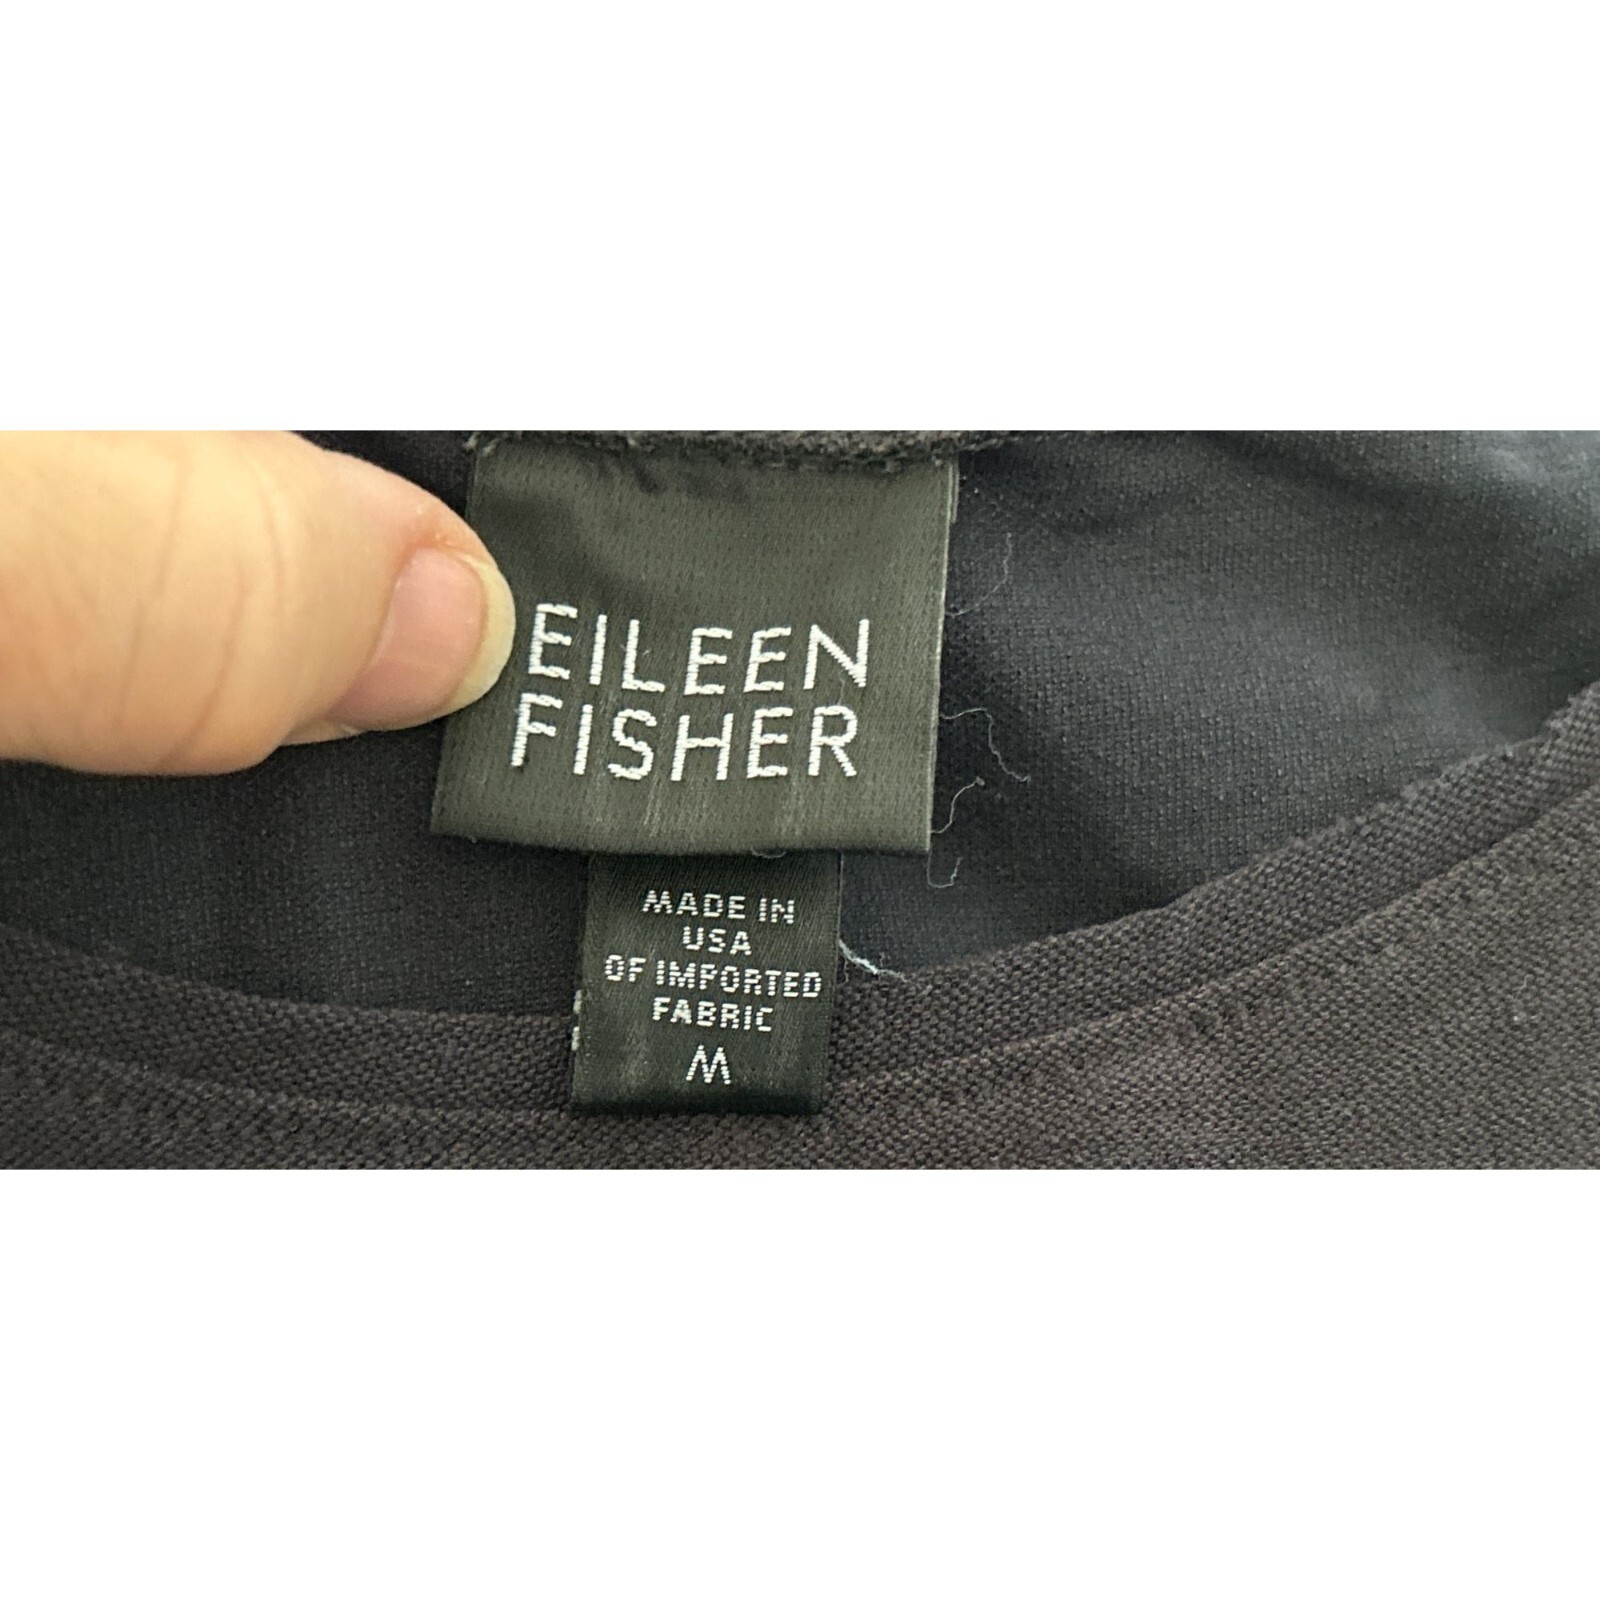 EILEEN
FISHER
MADE IN
USA
OF IMPORTED
FABRIC
M